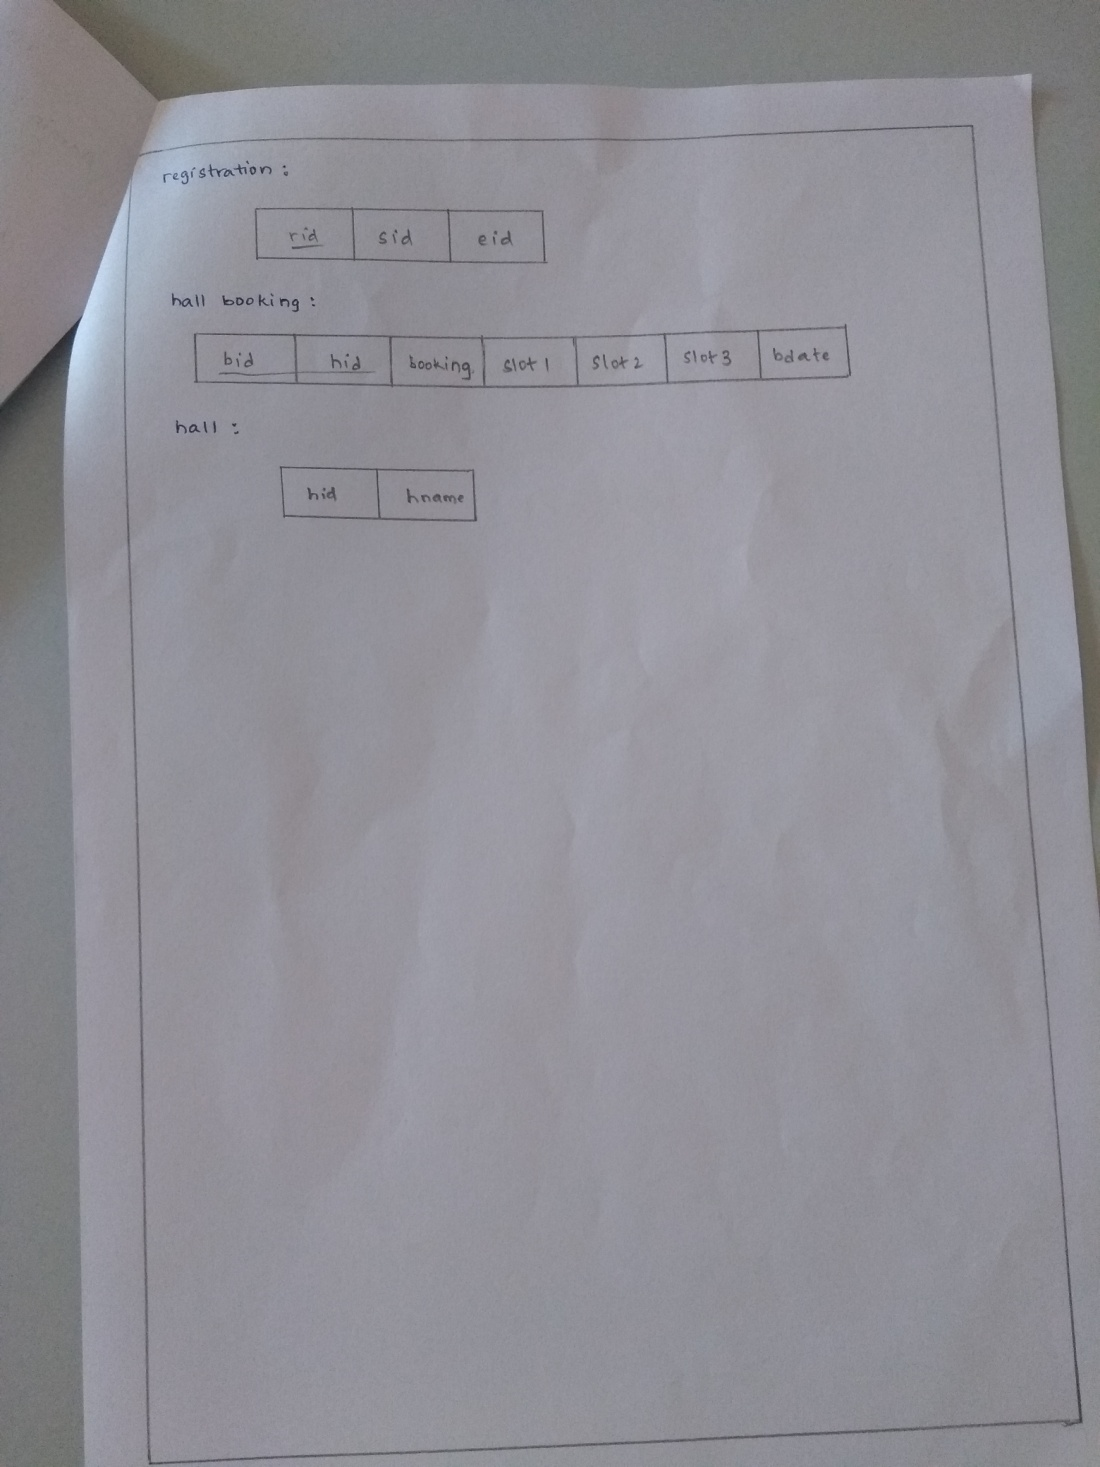 registration :
rid sid eid
hall booking :
bid hid booking slot 1 slot 2 slot 3 bdate
hall :
hid hname